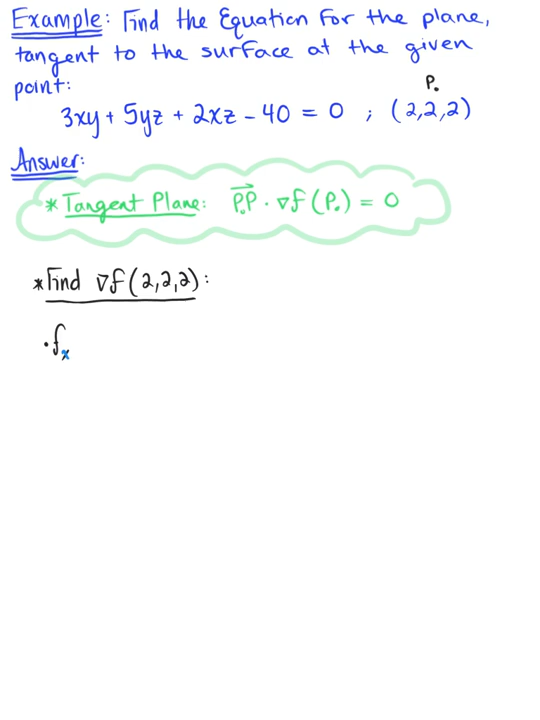 Example: Find the Equation for the plane,
tangent to the surface at the given
point:
P₀
3xy + 5yz + 2xz - 40 = 0 ; (2,2,2)
Answer:
* Tangent Plane: P₀P⃗ · ∇f (P₀) = 0
* Find ∇f(2,2,2):
· fₓ